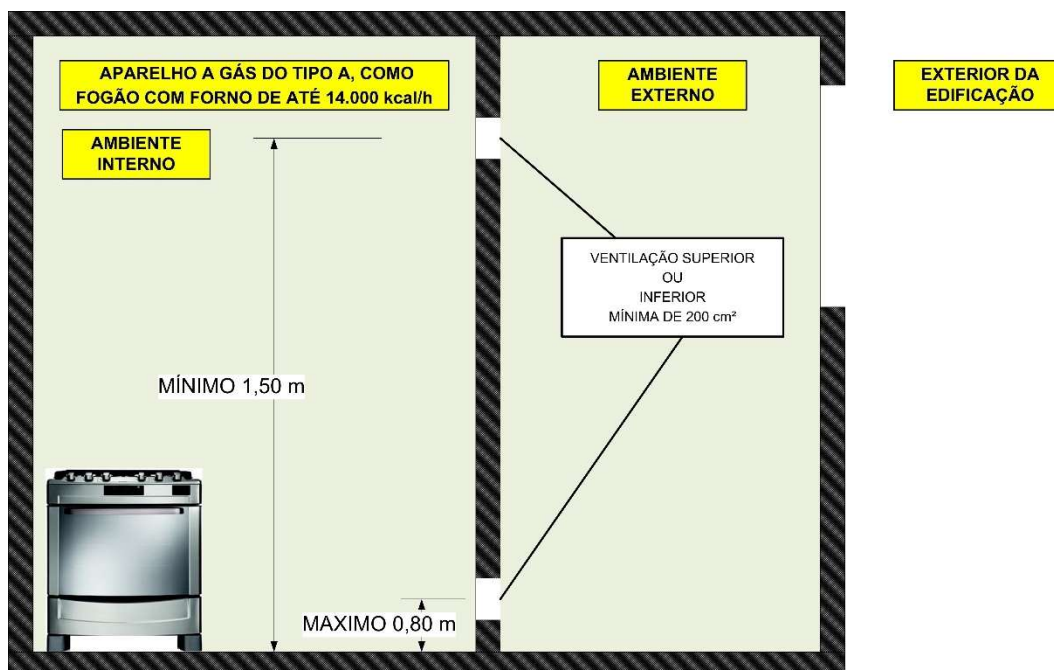 APARELHO A GÁS DO TIPO A, COMO
FOGÃO COM FORNO DE ATÉ 14.000 kcal/h
AMBIENTE
EXTERNO
EXTERIOR DA
EDIFICAÇÃO
AMBIENTE
INTERNO
VENTILAÇÃO SUPERIOR
OU
INFERIOR
MÍNIMA DE 200 cm²
MÍNIMO 1,50 m
MAXIMO 0,80 m